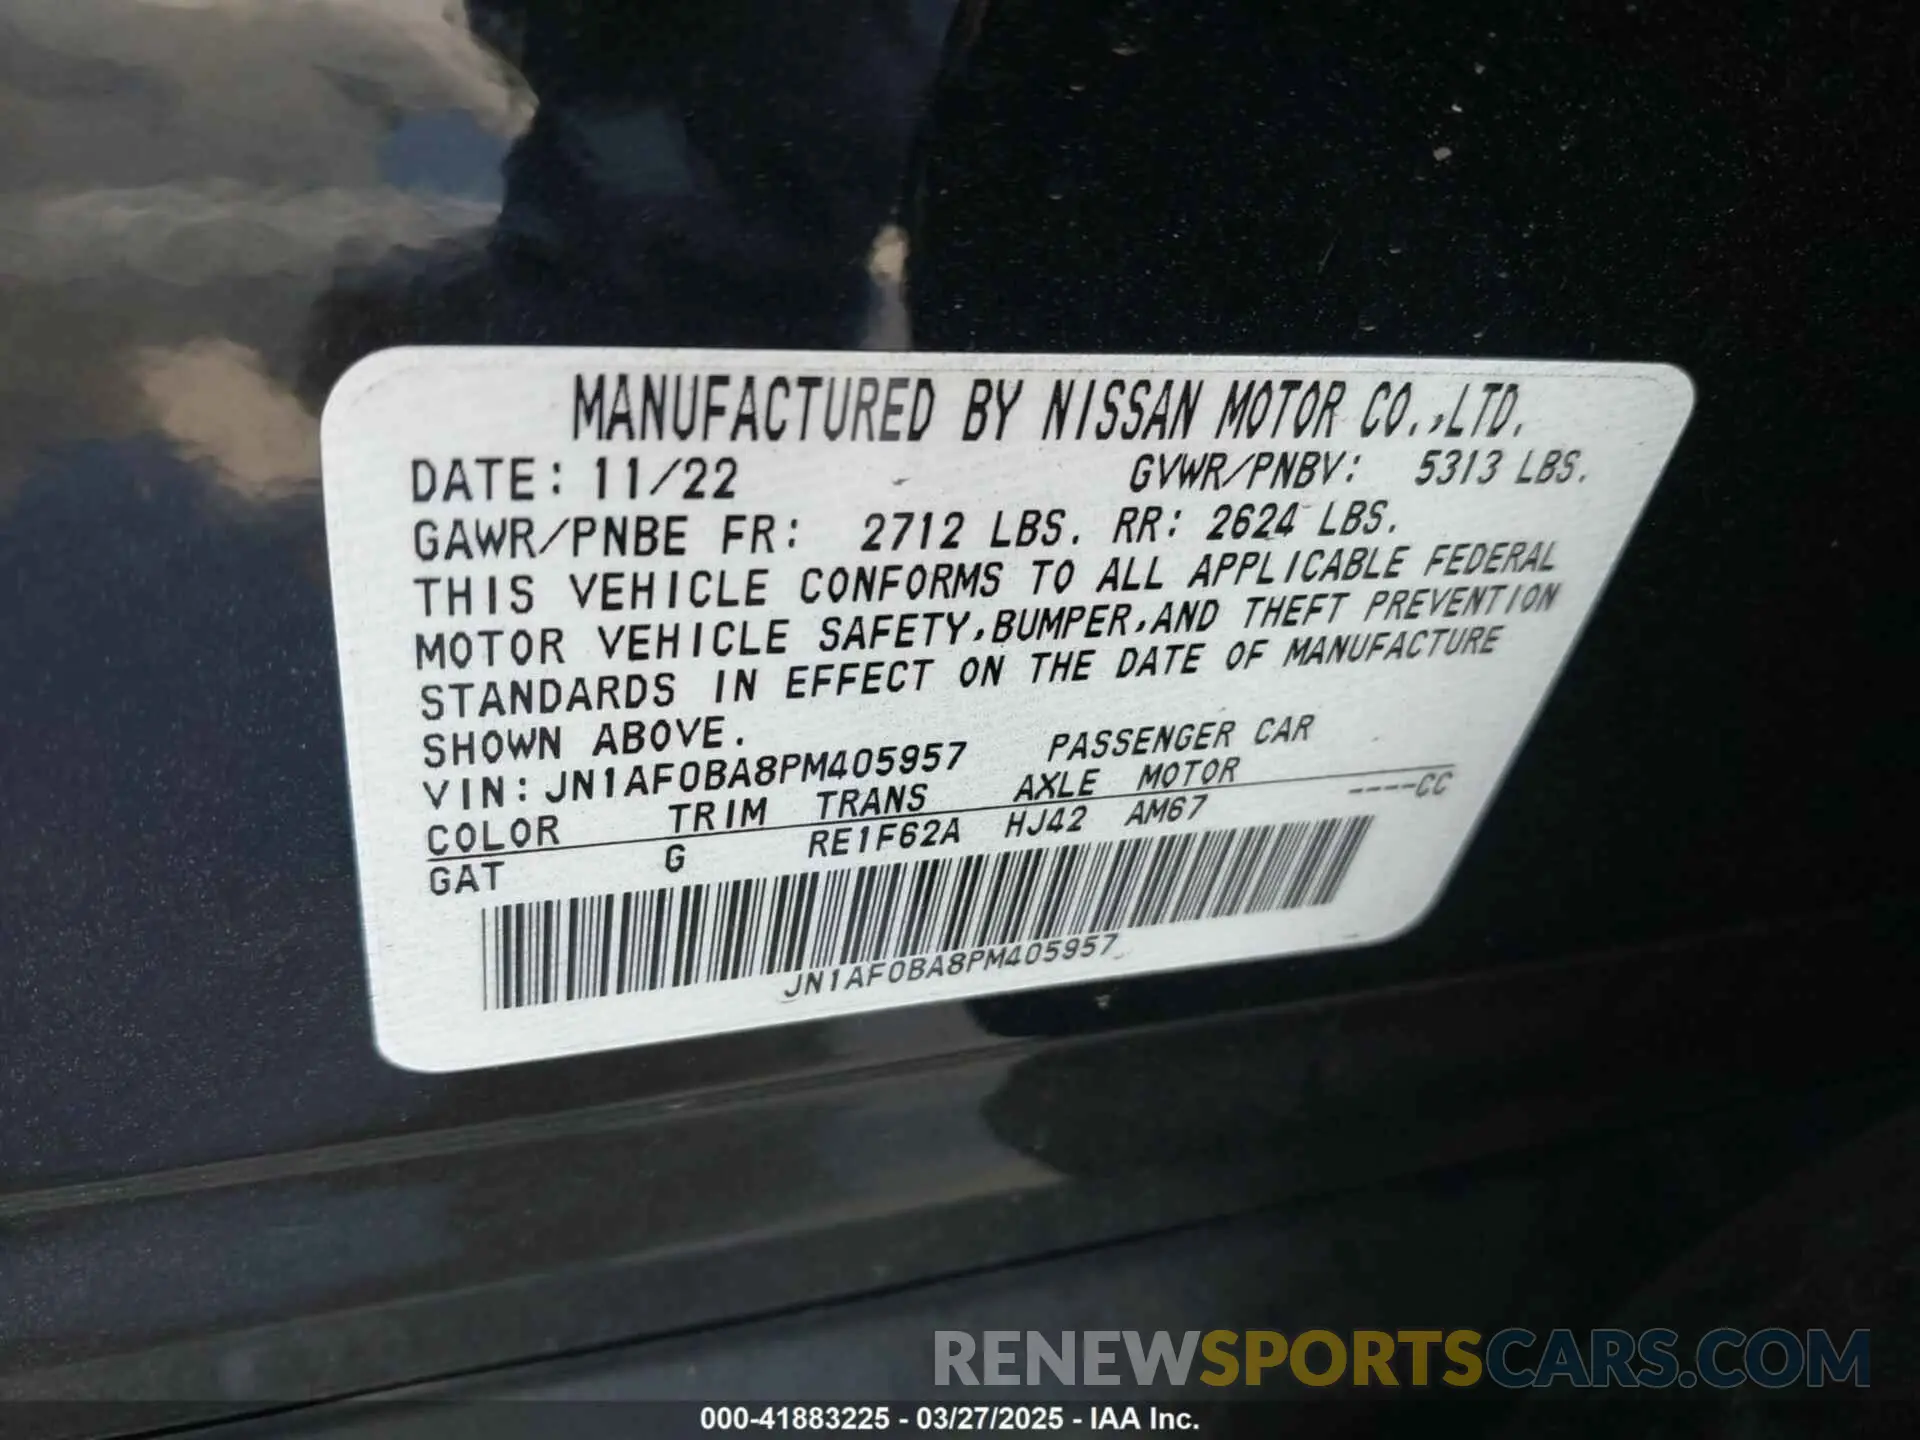 MANUFACTURED BY NISSAN MOTOR CO.,LTD.
DATE: 11/22 GVWR/PNBV: 5313 LBS.
GAWR/PNBE FR: 2712 LBS. RR: 2624 LBS.
THIS VEHICLE CONFORMS TO ALL APPLICABLE FEDERAL
MOTOR VEHICLE SAFETY,BUMPER,AND THEFT PREVENTION
STANDARDS IN EFFECT ON THE DATE OF MANUFACTURE
SHOWN ABOVE.
VIN:JN1AF0BA8PM405957 PASSENGER CAR
COLOR TRIM TRANS AXLE MOTOR
GAT G RE1F62A HJ42 AM67 ----CC
JN1AF0BA8PM405957
RENEWSPORTSCARS.COM
000-41883225 - 03/27/2025 - IAA Inc.